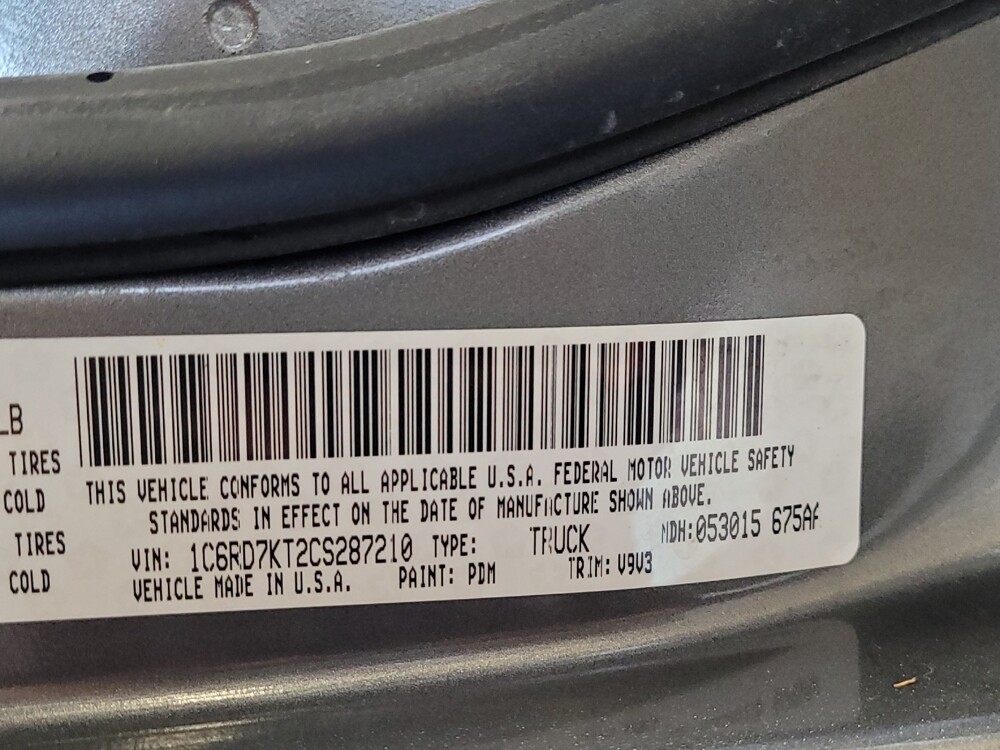 LB
TIRES
COLD
TIRES
COLD
THIS VEHICLE CONFORMS TO ALL APPLICABLE U.S.A. FEDERAL MOTOR VEHICLE SAFETY
STANDARDS IN EFFECT ON THE DATE OF MANUFACTURE SHOWN ABOVE.
VIN: 1C6RD7KT2CS287210 TYPE: TRUCK MDH:053015 675AA
VEHICLE MADE IN U.S.A. PAINT: PDM TRIM: V9V3